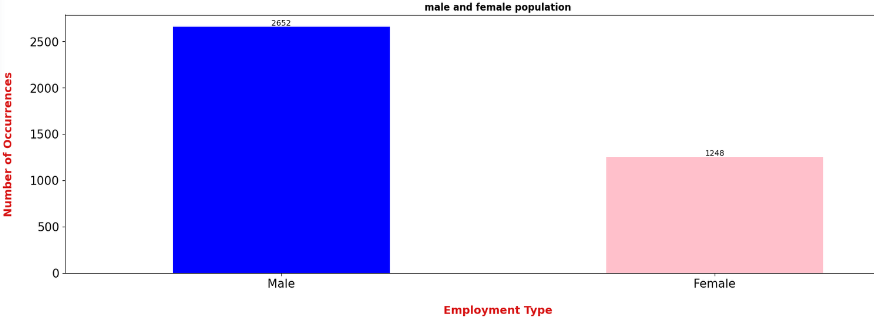 male and female population
2652
1248
2500
2000
1500
1000
500
0
Number of Occurrences
Male
Female
Employment Type